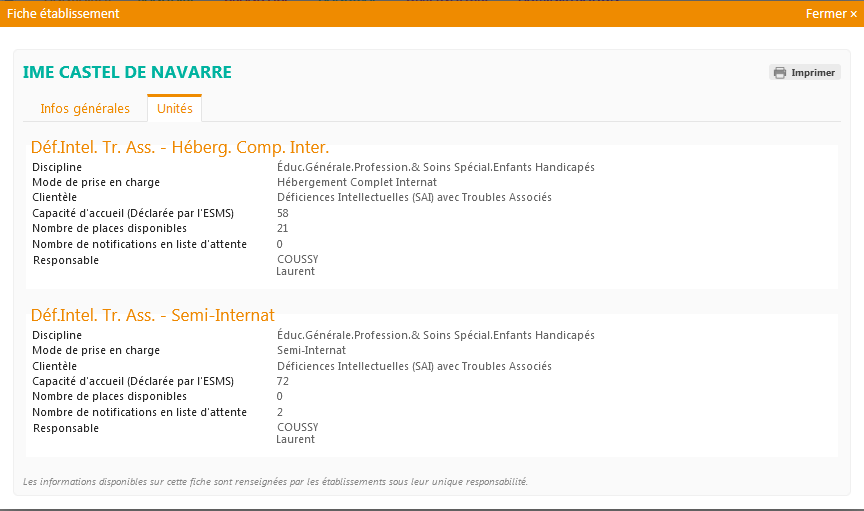 Fiche établissement
Fermer ×
IME CASTEL DE NAVARRE
Imprimer
Infos générales
Unités
Déf.Intel. Tr. Ass. - Héberg. Comp. Inter.
Discipline Éduc.Générale.Profession.& Soins Spécial.Enfants Handicapés
Mode de prise en charge Hébergement Complet Internat
Clientèle Déficiences Intellectuelles (SAI) avec Troubles Associés
Capacité d'accueil (Déclarée par l'ESMS) 58
Nombre de places disponibles 21
Nombre de notifications en liste d'attente 0
Responsable COUSSY
Laurent
Déf.Intel. Tr. Ass. - Semi-Internat
Discipline Éduc.Générale.Profession.& Soins Spécial.Enfants Handicapés
Mode de prise en charge Semi-Internat
Clientèle Déficiences Intellectuelles (SAI) avec Troubles Associés
Capacité d'accueil (Déclarée par l'ESMS) 72
Nombre de places disponibles 0
Nombre de notifications en liste d'attente 2
Responsable COUSSY
Laurent
Les informations disponibles sur cette fiche sont renseignées par les établissements sous leur unique responsabilité.